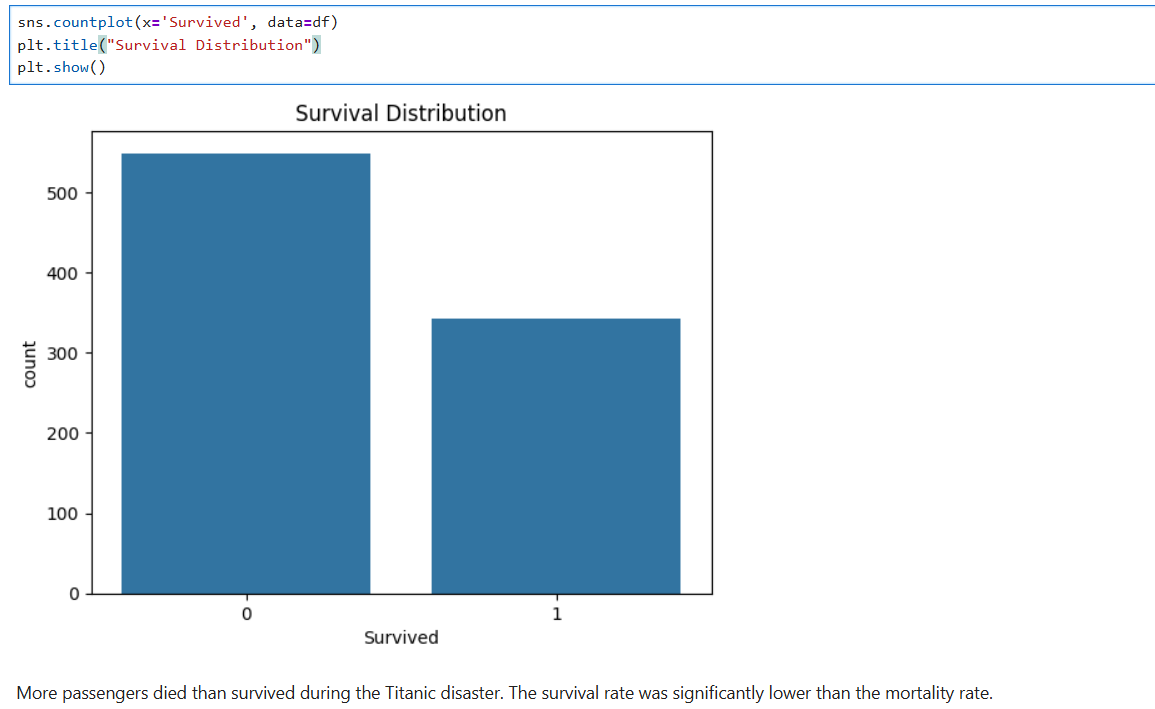 sns.countplot(x='Survived', data=df)
plt.title("Survival Distribution")
plt.show()
Survival Distribution
500
400
300
200
100
0
count
0 1
Survived
More passengers died than survived during the Titanic disaster. The survival rate was significantly lower than the mortality rate.